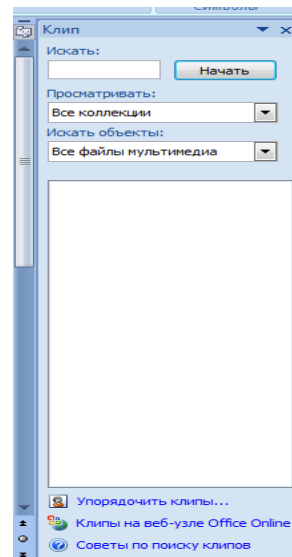 Символы
Клип
Искать:
Начать
Просматривать:
Все коллекции
Искать объекты:
Все файлы мультимедиа
Упорядочить клипы...
Клипы на веб-узле Office Online
Советы по поиску клипов